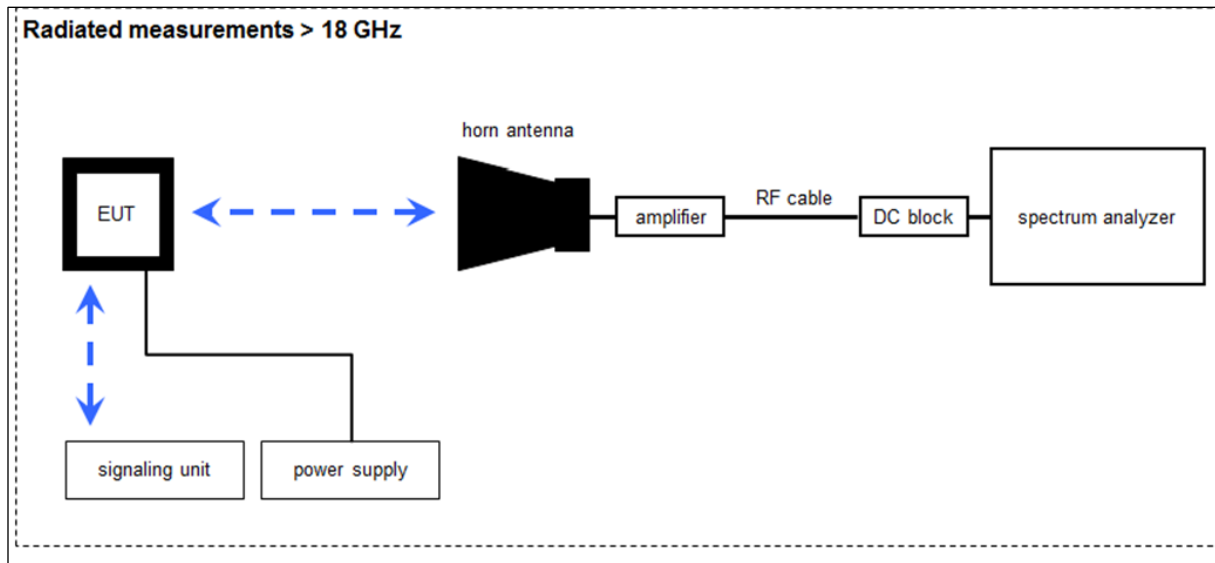 Radiated measurements > 18 GHz
horn antenna
EUT
amplifier
RF cable
DC block
spectrum analyzer
signaling unit
power supply